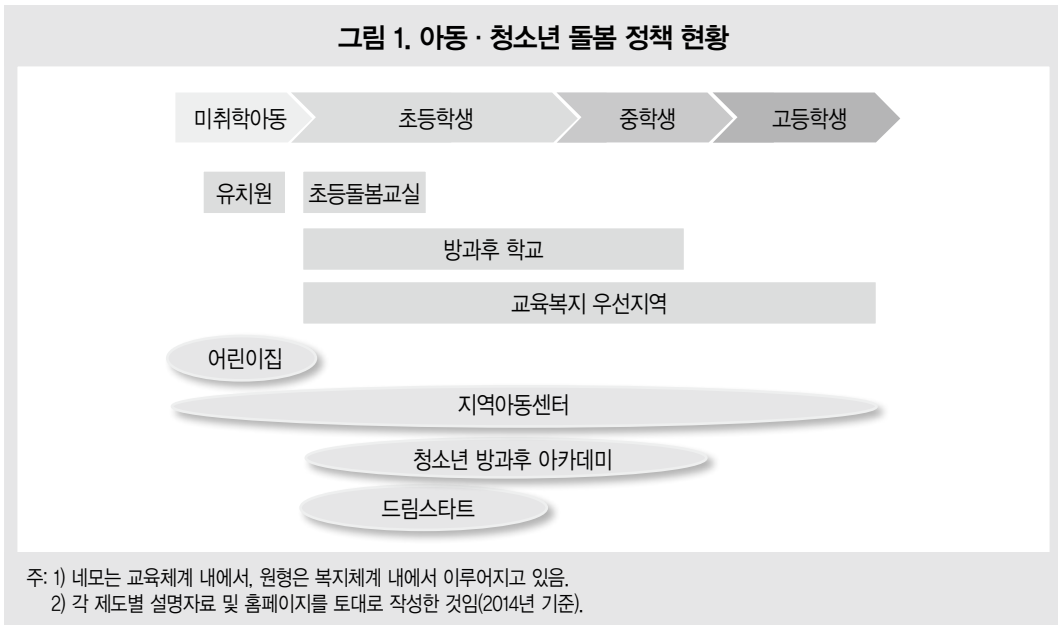 그림 1. 아동 · 청소년 돌봄 정책 현황
미취학아동 초등학생 중학생 고등학생
유치원 초등돌봄교실
방과후 학교
교육복지 우선지역
어린이집
지역아동센터
청소년 방과후 아카데미
드림스타트
주: 1) 네모는 교육체계 내에서, 원형은 복지체계 내에서 이루어지고 있음.
2) 각 제도별 설명자료 및 홈페이지를 토대로 작성한 것임(2014년 기준).